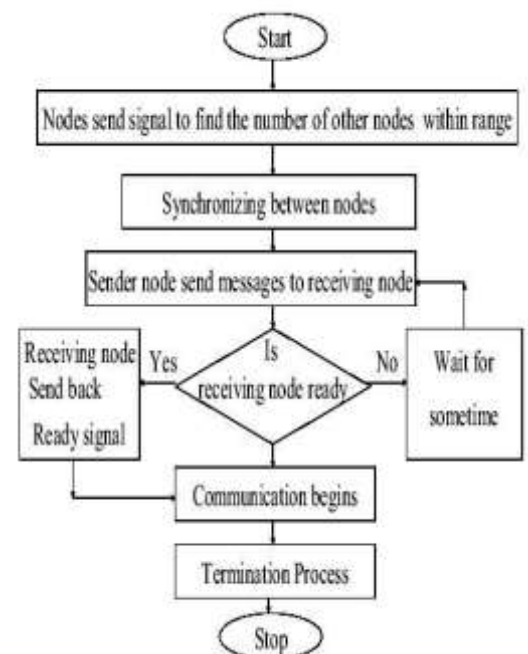 Start
Nodes send signal to find the number of other nodes within range
Synchronizing between nodes
Sender node send messages to receiving node
Is
receiving node ready
Yes
No
Receiving node
Send back
Ready signal
Wait for
sometime
Communication begins
Termination Process
Stop